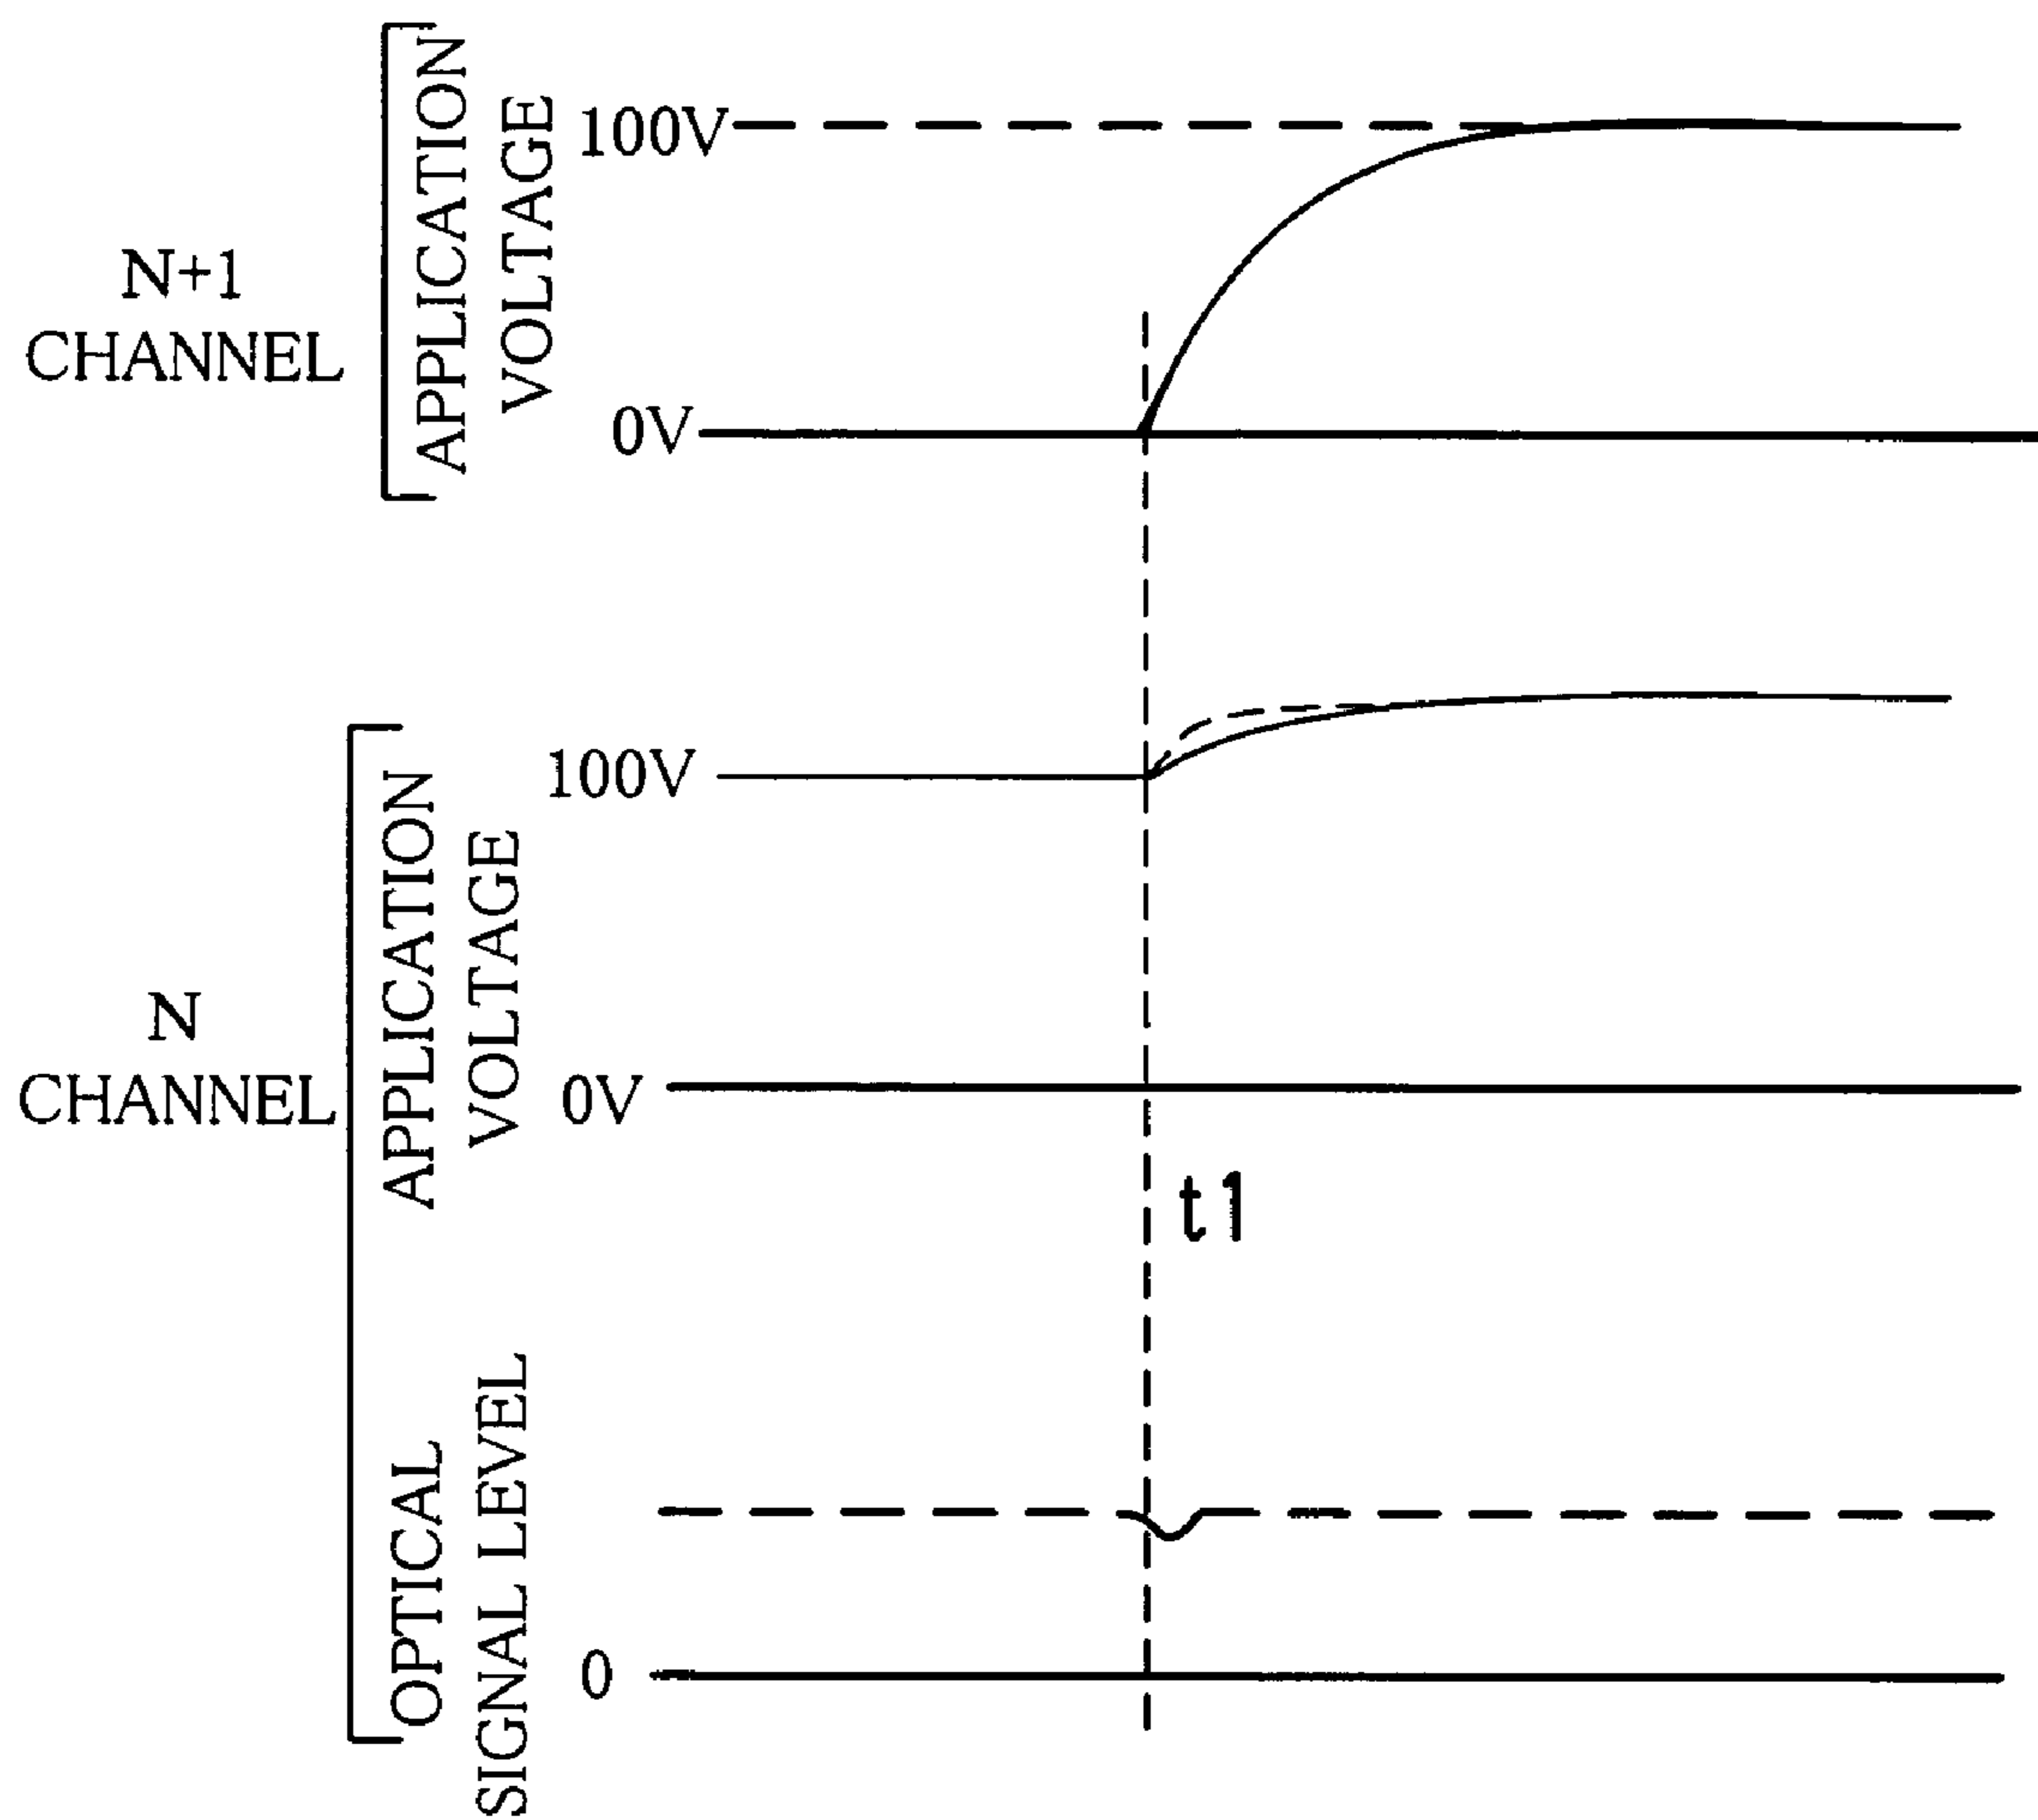 N+1
CHANNEL
APPLICATION
VOLTAGE
100V
0V
N
CHANNEL
APPLICATION
VOLTAGE
100V
0V
t1
OPTICAL
SIGNAL LEVEL
0